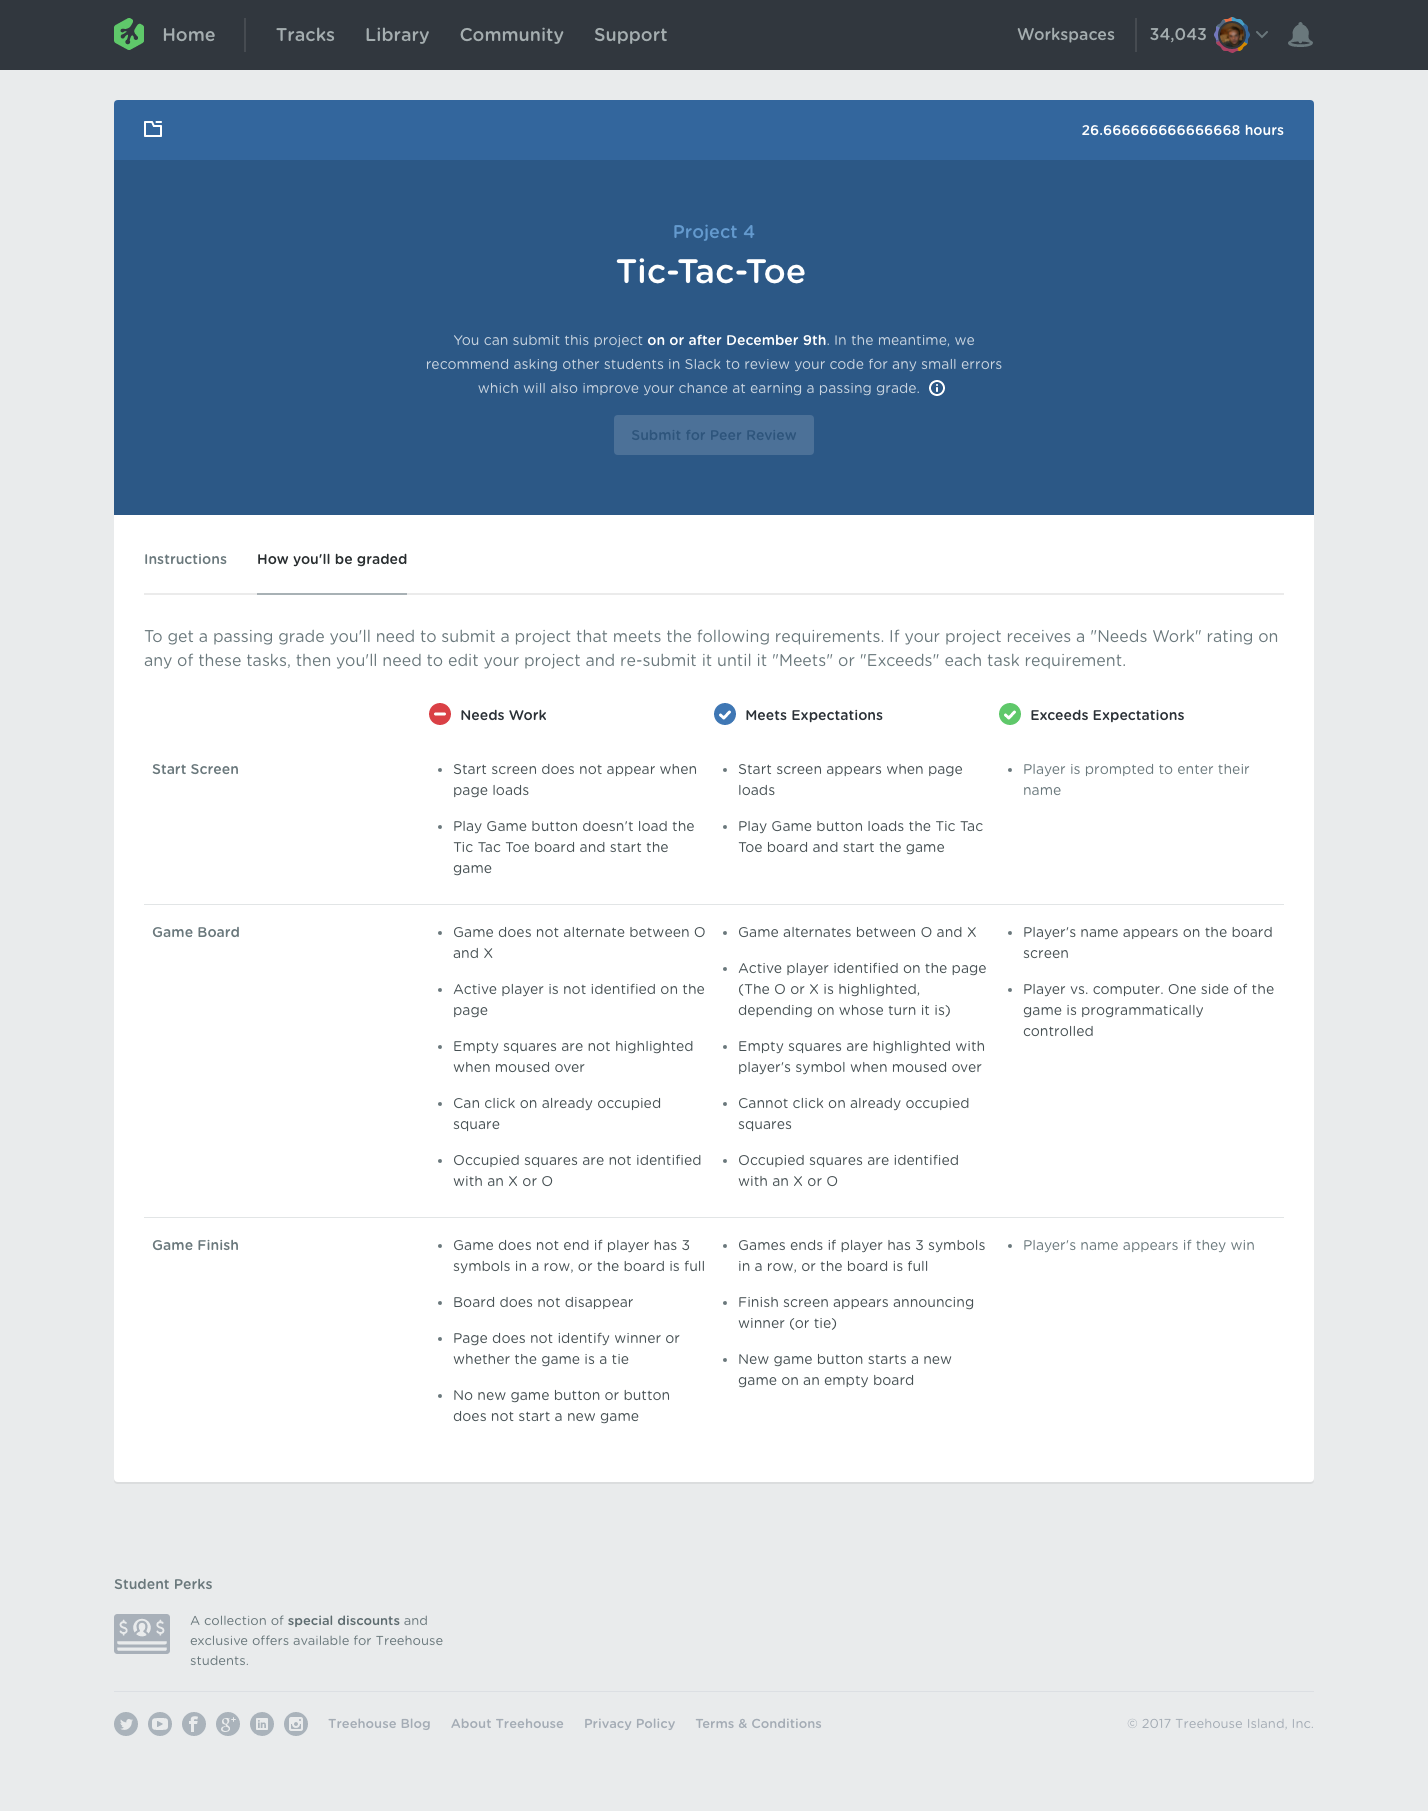 Home
Tracks
Library
Community
Support
Workspaces
34,043
26.666666666666668 hours
Project 4
Tic-Tac-Toe
You can submit this project on or after December 9th. In the meantime, we
recommend asking other students in Slack to review your code for any small errors
which will also improve your chance at earning a passing grade.
Submit for Peer Review
Instructions
How you'll be graded
To get a passing grade you'll need to submit a project that meets the following requirements. If your project receives a "Needs Work" rating on
any of these tasks, then you'll need to edit your project and re-submit it until it "Meets" or "Exceeds" each task requirement.
Needs Work
Meets Expectations
Exceeds Expectations
Start Screen
Start screen does not appear when
page loads
Play Game button doesn't load the
Tic Tac Toe board and start the
game
Start screen appears when page
loads
Play Game button loads the Tic Tac
Toe board and start the game
Player is prompted to enter their
name
Game Board
Game does not alternate between O
and X
Active player is not identified on the
page
Empty squares are not highlighted
when moused over
Can click on already occupied
square
Occupied squares are not identified
with an X or O
Game alternates between O and X
Active player identified on the page
(The O or X is highlighted,
depending on whose turn it is)
Empty squares are highlighted with
player's symbol when moused over
Cannot click on already occupied
squares
Occupied squares are identified
with an X or O
Player's name appears on the board
screen
Player vs. computer. One side of the
game is programmatically
controlled
Game Finish
Game does not end if player has 3
symbols in a row, or the board is full
Board does not disappear
Page does not identify winner or
whether the game is a tie
No new game button or button
does not start a new game
Games ends if player has 3 symbols
in a row, or the board is full
Finish screen appears announcing
winner (or tie)
New game button starts a new
game on an empty board
Player's name appears if they win
Student Perks
A collection of special discounts and
exclusive offers available for Treehouse
students.
Treehouse Blog
About Treehouse
Privacy Policy
Terms & Conditions
© 2017 Treehouse Island, Inc.